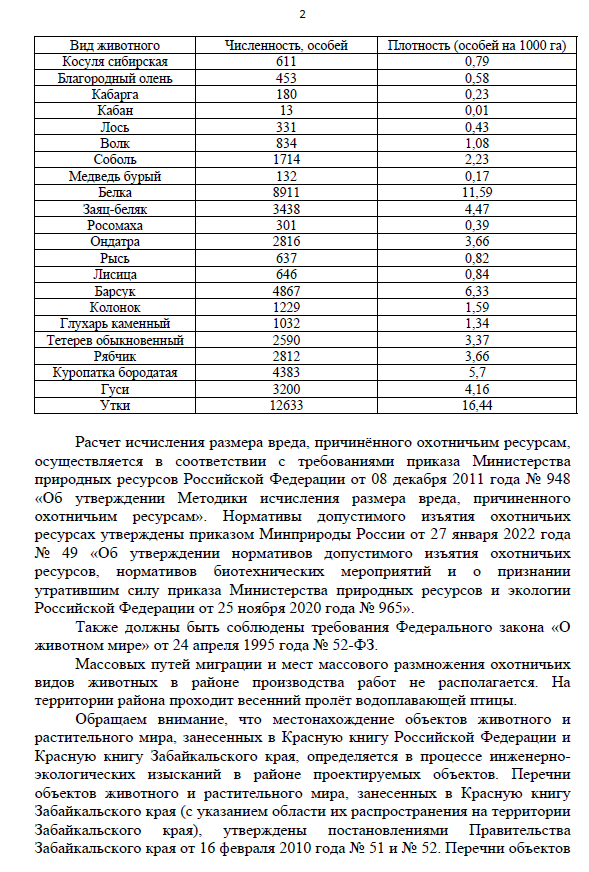 2
Вид животного Численность, особей Плотность (особей на 1000 га)
Косуля сибирская 611 0,79
Благородный олень 453 0,58
Кабарга 180 0,23
Кабан 13 0,01
Лось 331 0,43
Волк 834 1,08
Соболь 1714 2,23
Медведь бурый 132 0,17
Белка 8911 11,59
Заяц-беляк 3438 4,47
Росомаха 301 0,39
Ондатра 2816 3,66
Рысь 637 0,82
Лисица 646 0,84
Барсук 4867 6,33
Колонок 1229 1,59
Глухарь каменный 1032 1,34
Тетерев обыкновенный 2590 3,37
Рябчик 2812 3,66
Куропатка бородатая 4383 5,7
Гуси 3200 4,16
Утки 12633 16,44
Расчет исчисления размера вреда, причинённого охотничьим ресурсам,
осуществляется в соответствии с требованиями приказа Министерства
природных ресурсов Российской Федерации от 08 декабря 2011 года № 948
«Об утверждении Методики исчисления размера вреда, причиненного
охотничьим ресурсам». Нормативы допустимого изъятия охотничьих
ресурсах утверждены приказом Минприроды России от 27 января 2022 года
№ 49 «Об утверждении нормативов допустимого изъятия охотничьих
ресурсов, нормативов биотехнических мероприятий и о признании
утратившим силу приказа Министерства природных ресурсов и экологии
Российской Федерации от 25 ноября 2020 года № 965».
Также должны быть соблюдены требования Федерального закона «О
животном мире» от 24 апреля 1995 года № 52-ФЗ.
Массовых путей миграции и мест массового размножения охотничьих
видов животных в районе производства работ не располагается. На
территории района проходит весенний пролёт водоплавающей птицы.
Обращаем внимание, что местонахождение объектов животного и
растительного мира, занесенных в Красную книгу Российской Федерации и
Красную книгу Забайкальского края, определяется в процессе инженерно-
экологических изысканий в районе проектируемых объектов. Перечни
объектов животного и растительного мира, занесенных в Красную книгу
Забайкальского края (с указанием области их распространения на территории
Забайкальского края), утверждены постановлениями Правительства
Забайкальского края от 16 февраля 2010 года № 51 и № 52. Перечни объектов